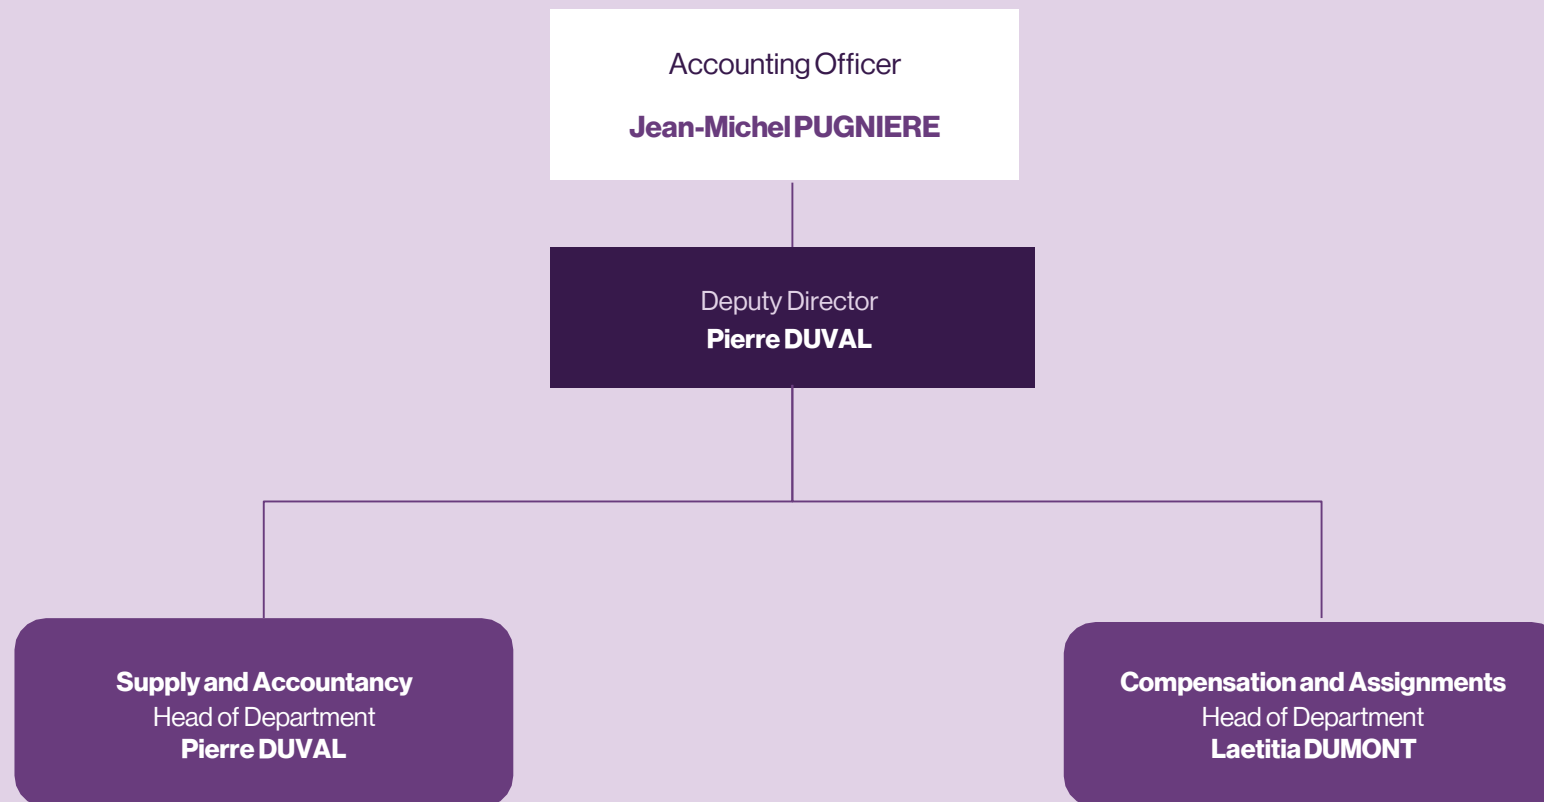 Accounting Officer
Jean-Michel PUGNIERE
Deputy Director
Pierre DUVAL
Supply and Accountancy
Head of Department
Pierre DUVAL
Compensation and Assignments
Head of Department
Laetitia DUMONT